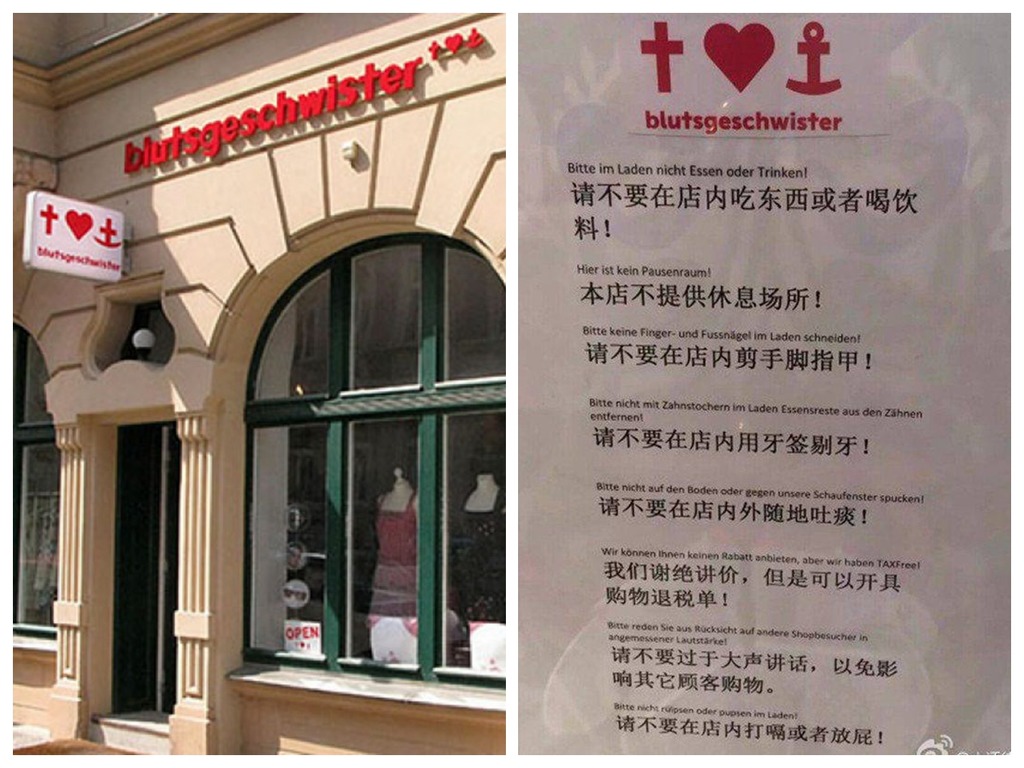 blutsgeschwister
blutsgeschwister
OPEN
blutsgeschwister
Bitte im Laden nicht Essen oder Trinken!
请不要在店内吃东西或者喝饮
料！
Hier ist kein Pausenraum!
本店不提供休息场所！
Bitte keine Finger- und Fussnägel im Laden schneiden!
请不要在店内剪手脚指甲！
Bitte nicht mit Zahnstochern im Laden Essensreste aus den Zähnen
entfernen!
请不要在店内用牙签剔牙！
Bitte nicht auf den Boden oder gegen unsere Schaufenster spucken!
请不要在店内外随地吐痰！
Wir können Ihnen keinen Rabatt anbieten, aber wir haben TAXFree!
我们谢绝讲价，但是可以开具
购物退税单！
Bitte reden Sie aus Rücksicht auf andere Shopbesucher in
angemessener Lautstärke!
请不要过于大声讲话，以免影
响其它顾客购物。
Bitte nicht rülpsen oder pupsen im Laden!
请不要在店内打嗝或者放屁！